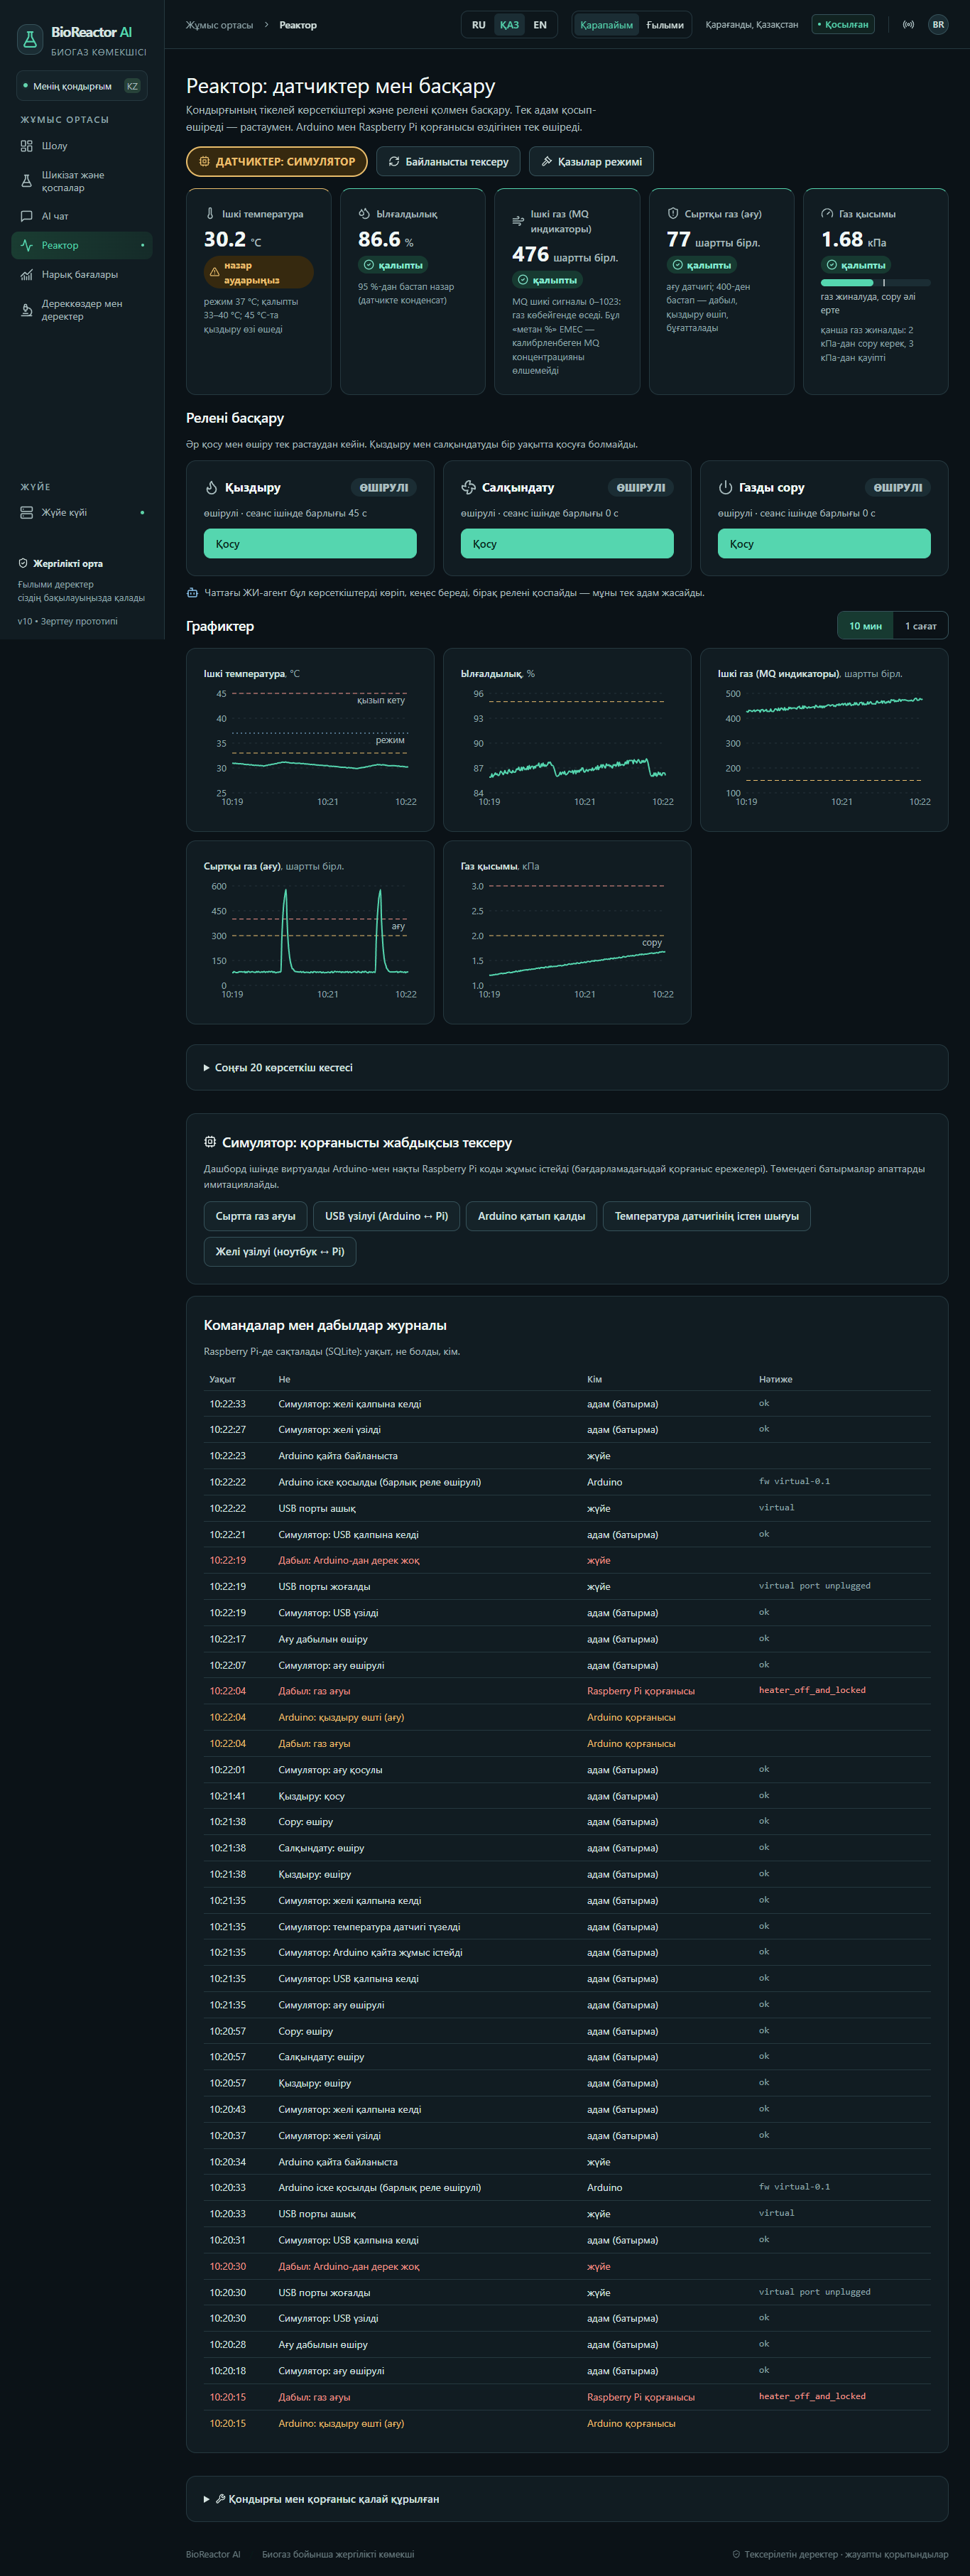 BioReactor AI
БИОГАЗ КӨМЕКШІСІ
Менің қондырғым KZ
ЖҰМЫС ОРТАСЫ
Шолу
Шикізат және
қоспалар
AI чат
Реактор
Нарық бағалары
Дереккөздер мен
деректер
ЖҮЙЕ
Жүйе күйі
Жергілікті орта
Ғылыми деректер
сіздің бақылауыңызда қалады
v10 • Зерттеу прототипі
Жұмыс ортасы > Реактор
RU ҚАЗ EN
Қарапайым Ғылыми
Қарағанды, Қазақстан
• Қосылған
BR
Реактор: датчиктер мен басқару
Қондырғының тікелей көрсеткіштері және релені қолмен басқару. Тек адам қосып-
өшіреді — растаумен. Arduino мен Raspberry Pi қорғанысы өздігінен тек өшіреді.
ДАТЧИКТЕР: СИМУЛЯТОР
Байланысты тексеру
Қазылар режимі
Ішкі температура
30.2 °C
назар
аударыңыз
режим 37 °C; қалыпты
33–40 °C; 45 °C-та
қыздыру өзі өшеді
Ылғалдылық
86.6 %
қалыпты
95 %-дан бастап назар
(датчикте конденсат)
Ішкі газ (MQ
индикаторы)
476 шартты бірл.
қалыпты
MQ шикі сигналы 0–1023:
газ көбейгенде өседі. Бұл
«метан %» ЕМЕС —
калибрленбеген MQ
концентрацияны
өлшемейді
Сыртқы газ (ағу)
77 шартты бірл.
қалыпты
ағу датчигі; 400-ден
бастап — дабыл,
қыздыру өшіп,
бұғатталады
Газ қысымы
1.68 кПа
қалыпты
газ жиналуда, сору әлі
ерте
қанша газ жиналды: 2
кПа-дан сору керек, 3
кПа-дан қауіпті
Релені басқару
Әр қосу мен өшіру тек растаудан кейін. Қыздыру мен салқындатуды бір уақытта қосуға болмайды.
Қыздыру ӨШІРУЛІ
өшірулі · сеанс ішінде барлығы 45 с
Қосу
Салқындату ӨШІРУЛІ
өшірулі · сеанс ішінде барлығы 0 с
Қосу
Газды сору ӨШІРУЛІ
өшірулі · сеанс ішінде барлығы 0 с
Қосу
Чаттағы ЖИ-агент бұл көрсеткіштерді көріп, кеңес береді, бірақ релені қоспайды — мұны тек адам жасайды.
Графиктер
10 мин 1 сағат
Ішкі температура, °C
45
қызып кету
40
35
режим
30
25
10:19 10:21 10:22
Ылғалдылық, %
96
93
90
87
84
10:19 10:21 10:22
Ішкі газ (MQ индикаторы), шартты бірл.
500
400
300
200
100
10:19 10:21 10:22
Сыртқы газ (ағу), шартты бірл.
600
450
ағу
300
150
0
10:19 10:21 10:22
Газ қысымы, кПа
3.0
2.5
2.0
сору
1.5
1.0
10:19 10:21 10:22
Соңғы 20 көрсеткіш кестесі
Симулятор: қорғанысты жабдықсыз тексеру
Дашборд ішінде виртуалды Arduino-мен нақты Raspberry Pi коды жұмыс істейді (бағдарламадағыдай қорғаныс ережелері). Төмендегі батырмалар апаттарды
имитациялайды.
Сыртта газ ағуы
USB үзілуі (Arduino ↔ Pi)
Arduino қатып қалды
Температура датчигінің істен шығуы
Желі үзілуі (ноутбук ↔ Pi)
Командалар мен дабылдар журналы
Raspberry Pi-де сақталады (SQLite): уақыт, не болды, кім.
Уақыт Не Кім Нәтиже
10:22:33 Симулятор: желі қалпына келді адам (батырма) ok
10:22:27 Симулятор: желі үзілді адам (батырма) ok
10:22:23 Arduino қайта байланыста жүйе
10:22:22 Arduino іске қосылды (барлық реле өшірулі) Arduino fw virtual-0.1
10:22:22 USB порты ашық жүйе virtual
10:22:21 Симулятор: USB қалпына келді адам (батырма) ok
10:22:19 Дабыл: Arduino-дан дерек жоқ жүйе
10:22:19 USB порты жоғалды жүйе virtual port unplugged
10:22:19 Симулятор: USB үзілді адам (батырма) ok
10:22:17 Ағу дабылын өшіру адам (батырма) ok
10:22:07 Симулятор: ағу өшірулі адам (батырма) ok
10:22:04 Дабыл: газ ағуы Raspberry Pi қорғанысы heater_off_and_locked
10:22:04 Arduino: қыздыру өшті (ағу) Arduino қорғанысы
10:22:04 Дабыл: газ ағуы Arduino қорғанысы
10:22:01 Симулятор: ағу қосулы адам (батырма) ok
10:21:41 Қыздыру: қосу адам (батырма) ok
10:21:38 Сору: өшіру адам (батырма) ok
10:21:38 Салқындату: өшіру адам (батырма) ok
10:21:38 Қыздыру: өшіру адам (батырма) ok
10:21:35 Симулятор: желі қалпына келді адам (батырма) ok
10:21:35 Симулятор: температура датчигі түзелді адам (батырма) ok
10:21:35 Симулятор: Arduino қайта жұмыс істейді адам (батырма) ok
10:21:35 Симулятор: USB қалпына келді адам (батырма) ok
10:21:35 Симулятор: ағу өшірулі адам (батырма) ok
10:20:57 Сору: өшіру адам (батырма) ok
10:20:57 Салқындату: өшіру адам (батырма) ok
10:20:57 Қыздыру: өшіру адам (батырма) ok
10:20:43 Симулятор: желі қалпына келді адам (батырма) ok
10:20:37 Симулятор: желі үзілді адам (батырма) ok
10:20:34 Arduino қайта байланыста жүйе
10:20:33 Arduino іске қосылды (барлық реле өшірулі) Arduino fw virtual-0.1
10:20:33 USB порты ашық жүйе virtual
10:20:31 Симулятор: USB қалпына келді адам (батырма) ok
10:20:30 Дабыл: Arduino-дан дерек жоқ жүйе
10:20:30 USB порты жоғалды жүйе virtual port unplugged
10:20:30 Симулятор: USB үзілді адам (батырма) ok
10:20:28 Ағу дабылын өшіру адам (батырма) ok
10:20:18 Симулятор: ағу өшірулі адам (батырма) ok
10:20:15 Дабыл: газ ағуы Raspberry Pi қорғанысы heater_off_and_locked
10:20:15 Arduino: қыздыру өшті (ағу) Arduino қорғанысы
Қондырғы мен қорғаныс қалай құрылған
BioReactor AI Биогаз бойынша жергілікті көмекші Тексерілетін деректер · жауапты қорытындылар